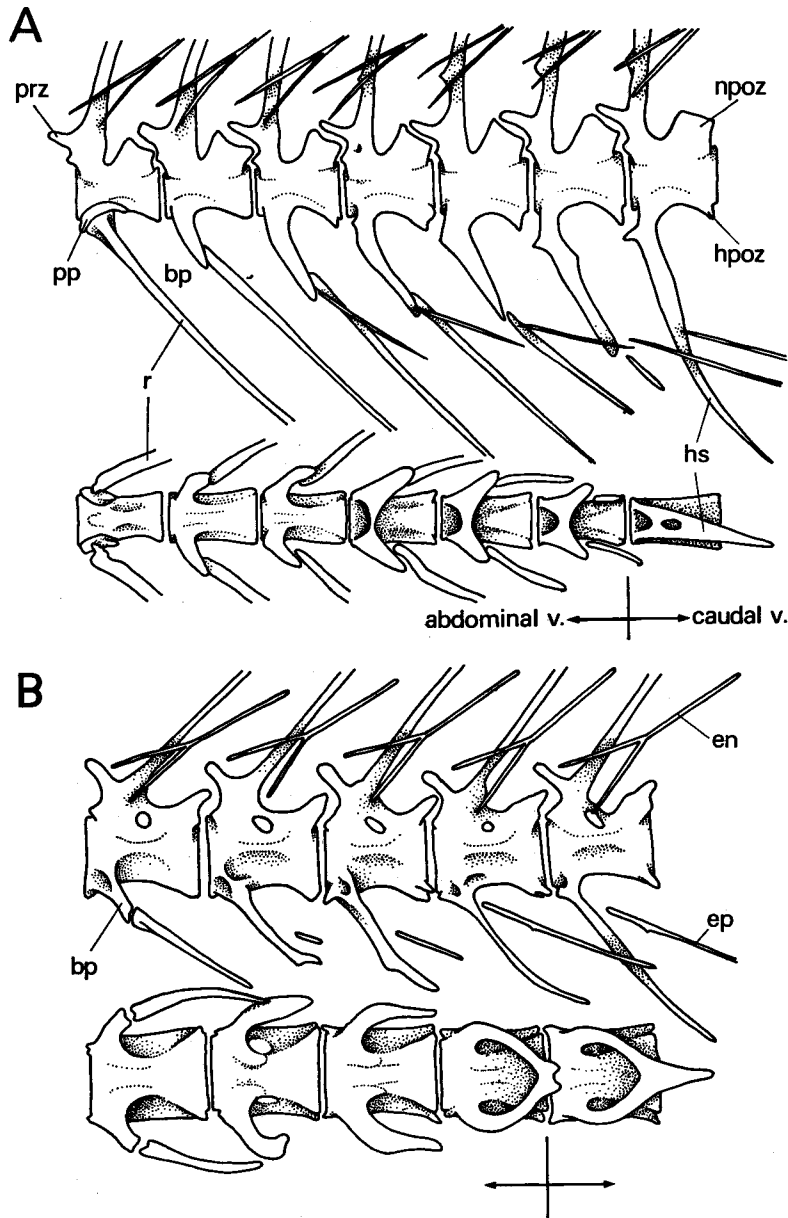 A
prz
npoz
pp
bp
hpoz
r
hs
abdominal v.
caudal v.
B
en
bp
ep